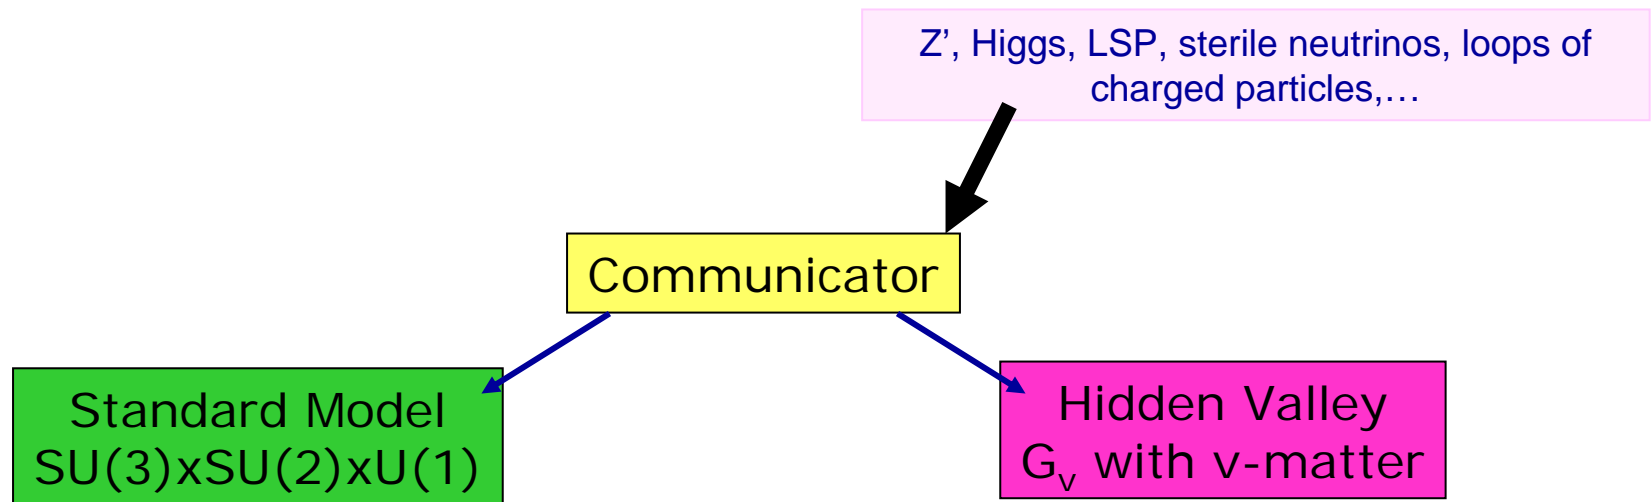 Z’, Higgs, LSP, sterile neutrinos, loops of
charged particles,…
Communicator
Standard Model
SU(3)xSU(2)xU(1)
Hidden Valley
Gv with v-matter